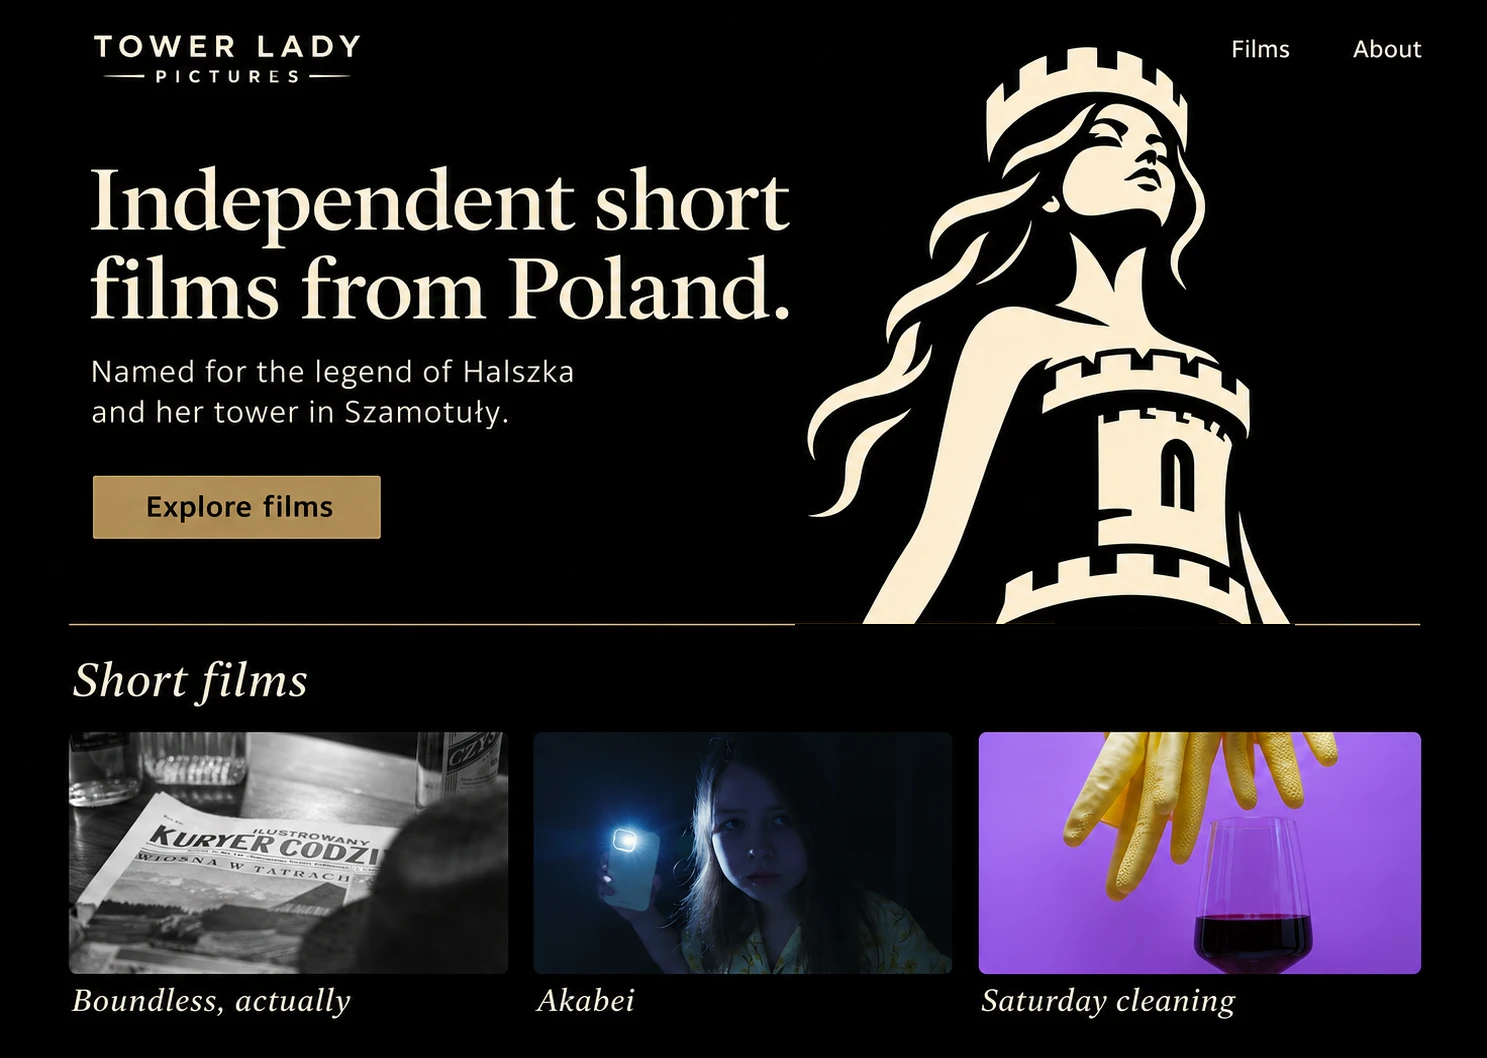 TOWER LADY
PICTURES
Films
About
Independent short
films from Poland.
Named for the legend of Halszka
and her tower in Szamotuły.
Explore films
Short films
CZYS
ILUSTROWANY
KURYER CODZI
WIOSNA W TATRACH
Boundless, actually
Akabei
Saturday cleaning